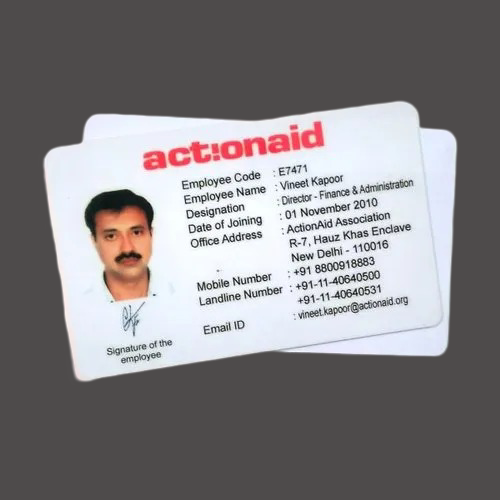 act!onaid
Employee Code : E7471
Employee Name : Vineet Kapoor
Designation : Director - Finance & Administration
Date of Joining : 01 November 2010
Office Address : ActionAid Association
R-7, Hauz Khas Enclave
New Delhi - 110016
Mobile Number : +91 8800918883
Landline Number : +91-11-40640500
+91-11-40640531
Email ID : vineet.kapoor@actionaid.org
Signature of the
employee